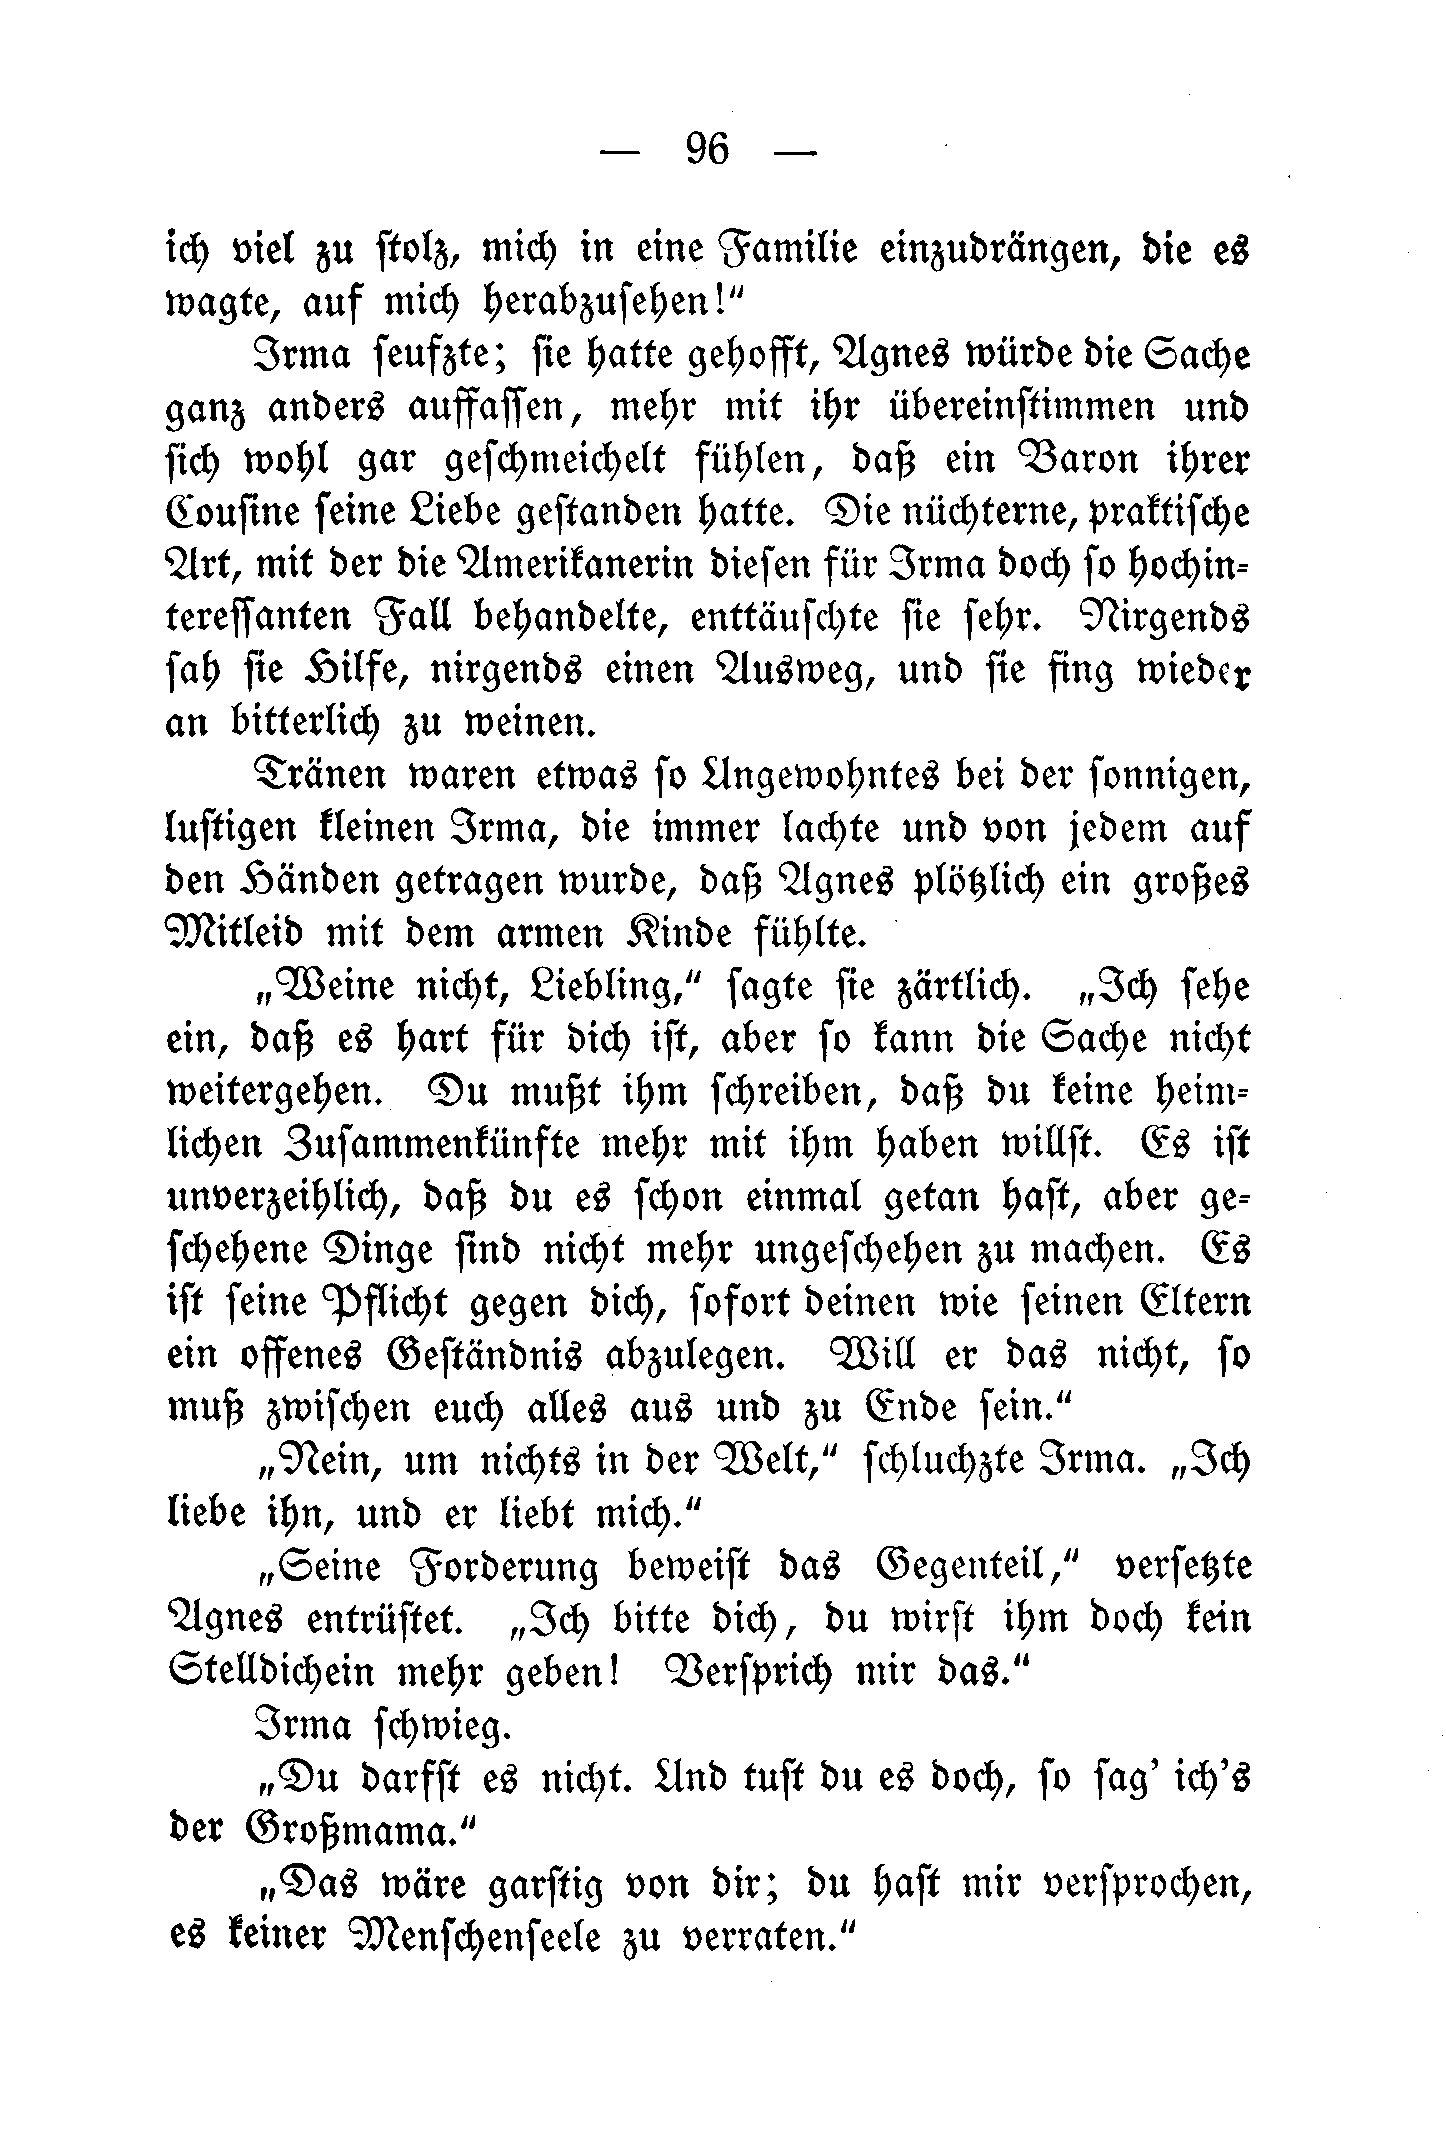 — 96 —
ich viel zu stolz, mich in eine Familie einzudrängen, die es
wagte, auf mich herabzusehen!“
Irma seufzte; sie hatte gehofft, Agnes würde die Sache
ganz anders auffassen, mehr mit ihr übereinstimmen und
sich wohl gar geschmeichelt fühlen, daß ein Baron ihrer
Cousine seine Liebe gestanden hatte. Die nüchterne, praktische
Art, mit der die Amerikanerin diesen für Irma doch so hochin-
teressanten Fall behandelte, enttäuschte sie sehr. Nirgends
sah sie Hilfe, nirgends einen Ausweg, und sie fing wieder
an bitterlich zu weinen.
Tränen waren etwas so Ungewohntes bei der sonnigen,
lustigen kleinen Irma, die immer lachte und von jedem auf
den Händen getragen wurde, daß Agnes plötzlich ein großes
Mitleid mit dem armen Kinde fühlte.
„Weine nicht, Liebling,“ sagte sie zärtlich. „Ich sehe
ein, daß es hart für dich ist, aber so kann die Sache nicht
weitergehen. Du mußt ihm schreiben, daß du keine heim-
lichen Zusammenkünfte mehr mit ihm haben willst. Es ist
unverzeihlich, daß du es schon einmal getan hast, aber ge-
schehene Dinge sind nicht mehr ungeschehen zu machen. Es
ist seine Pflicht gegen dich, sofort deinen wie seinen Eltern
ein offenes Geständnis abzulegen. Will er das nicht, so
muß zwischen euch alles aus und zu Ende sein.“
„Nein, um nichts in der Welt,“ schluchzte Irma. „Ich
liebe ihn, und er liebt mich.“
„Seine Forderung beweist das Gegenteil,“ versetzte
Agnes entrüstet. „Ich bitte dich, du wirst ihm doch kein
Stelldichein mehr geben! Versprich mir das.“
Irma schwieg.
„Du darfst es nicht. Und tust du es doch, so sag’ ich’s
der Großmama.“
„Das wäre garstig von dir; du hast mir versprochen,
es keiner Menschenseele zu verraten.“